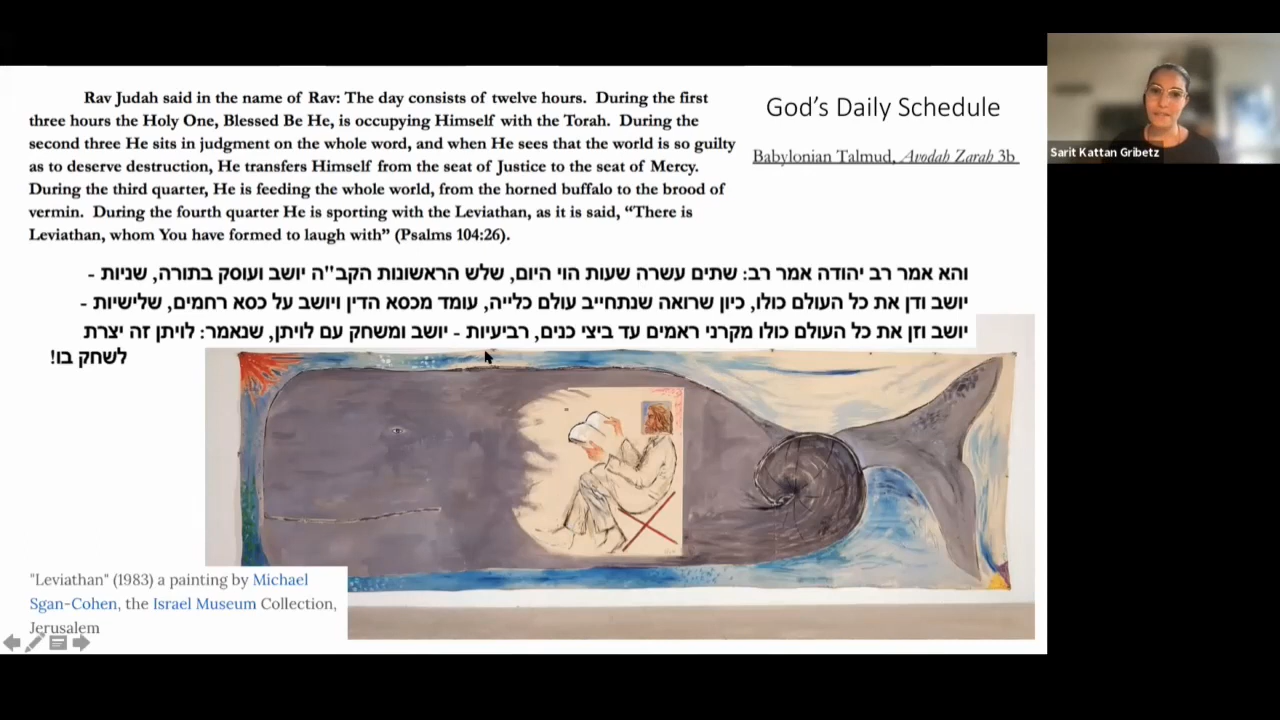 Rav Judah said in the name of Rav: The day consists of twelve hours.  During the first
three hours the Holy One, Blessed Be He, is occupying Himself with the Torah.  During the
second three He sits in judgment on the whole word, and when He sees that the world is so guilty
as to deserve destruction, He transfers Himself from the seat of Justice to the seat of Mercy.
During the third quarter, He is feeding the whole world, from the horned buffalo to the brood of
vermin.  During the fourth quarter He is sporting with the Leviathan, as it is said, “There is
Leviathan, whom You have formed to laugh with” (Psalms 104:26).
God’s Daily Schedule
Babylonian Talmud, Avodah Zarah 3b
והא אמר רב יהודה אמר רב: שתים עשרה שעות הוי היום, שלש הראשונות הקב"ה יושב ועוסק בתורה, שניות -
יושב ודן את כל העולם כולו, כיון שרואה שנתחייב עולם כלייה, עומד מכסא הדין ויושב על כסא רחמים, שלישיות -
יושב וזן את כל העולם כולו מקרני ראמים עד ביצי כנים, רביעיות - יושב ומשחק עם לויתן, שנאמר: לויתן זה יצרת
לשחק בו!
"Leviathan" (1983) a painting by Michael
Sgan-Cohen, the Israel Museum Collection,
Jerusalem
Sarit Kattan Gribetz